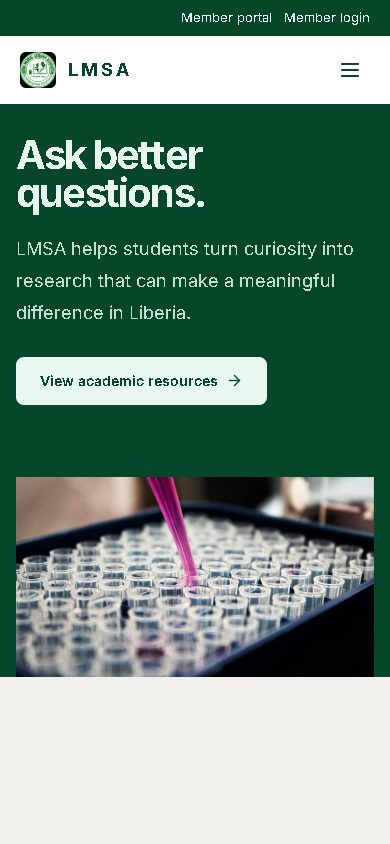 Member portal Member login
LMSA
Ask better
questions.
LMSA helps students turn curiosity into
research that can make a meaningful
difference in Liberia.
View academic resources